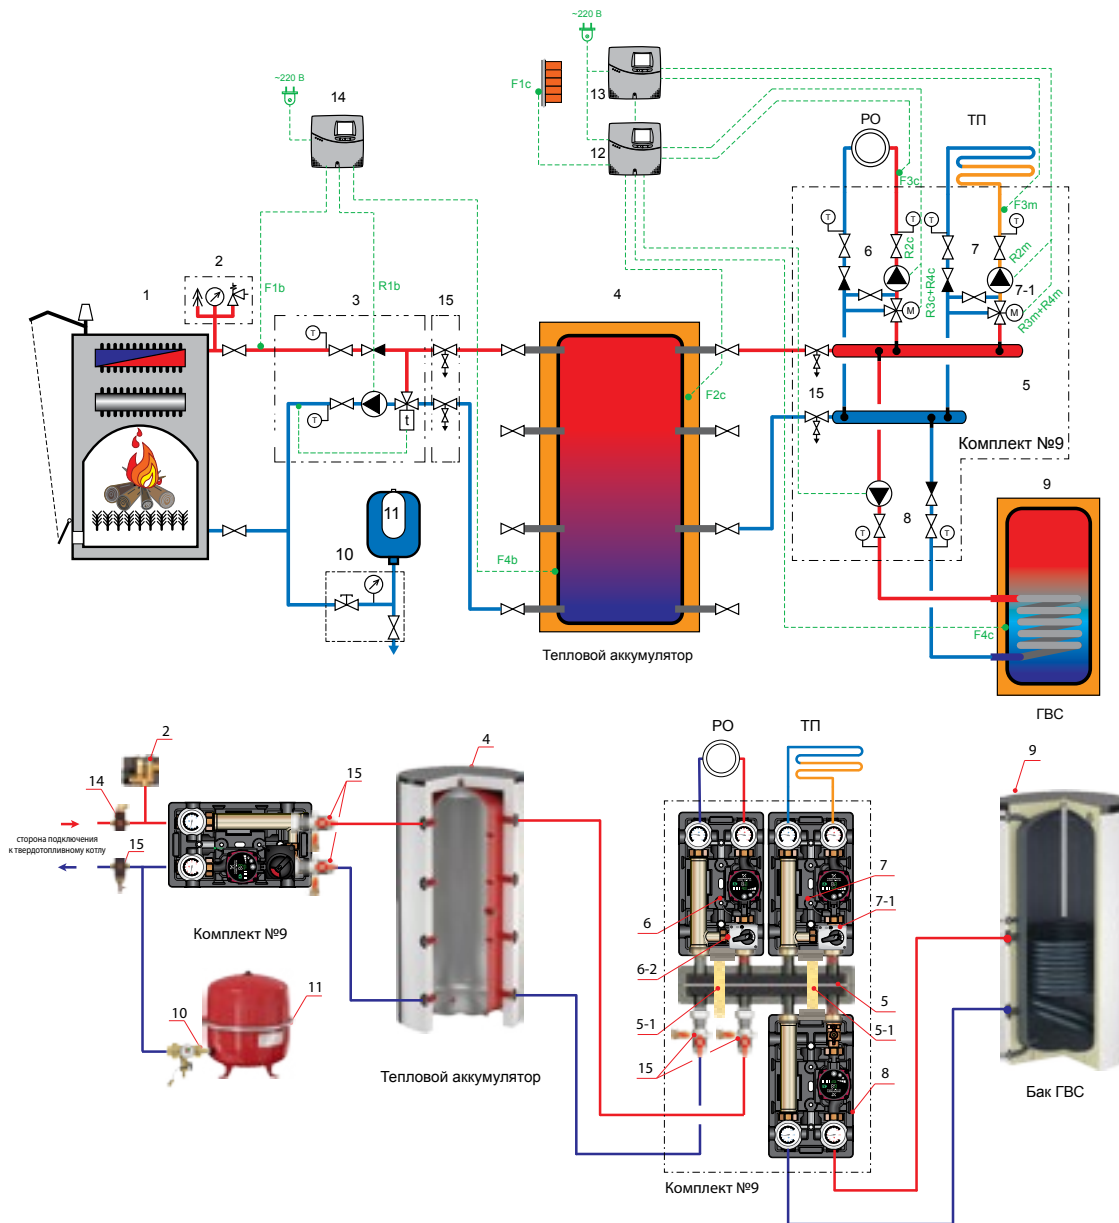 ~220 В
~220 В
14
F1c
13
12
РО
ТП
F3c
F3m
T
T
T
T
6
7
R2c
R2m
7-1
M
M
R3c+R4c
R3m+R4m
1
2
F1b
3
R1b
15
4
T
T
t
F2c
15
5
Комплект №9
10
11
F4b
8
T
T
9
F4c
Тепловой аккумулятор
ГВС
2
14
15
сторона подключения
к твердотопливному котлу
15
4
Комплект №9
10
11
Тепловой аккумулятор
РО
ТП
7
6
7-1
6-2
5
5-1
5-1
15
8
Комплект №9
9
Бак ГВС